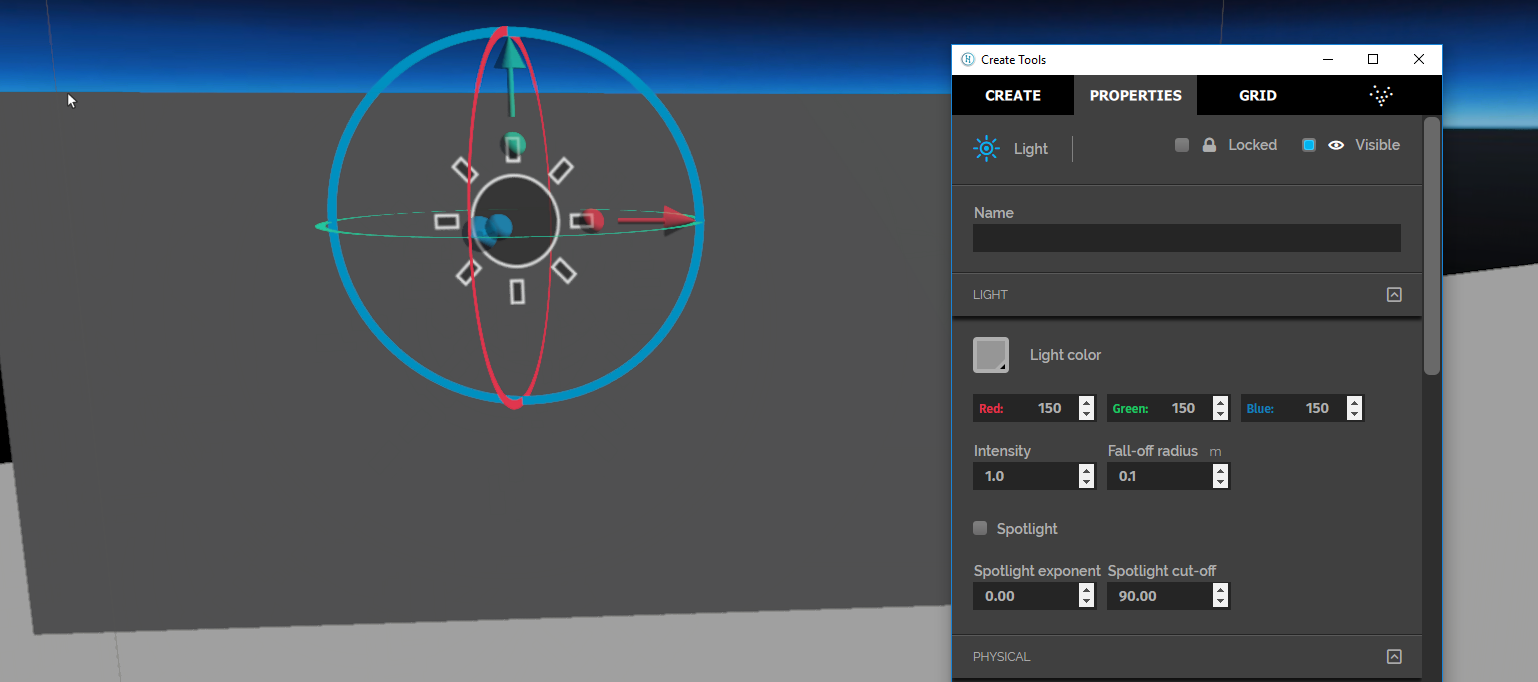 Create Tools
CREATE PROPERTIES GRID
Light Locked Visible
Name
LIGHT
Light color
Red: 150 Green: 150 Blue: 150
Intensity Fall-off radius m
1.0 0.1
Spotlight
Spotlight exponent Spotlight cut-off
0.00 90.00
PHYSICAL